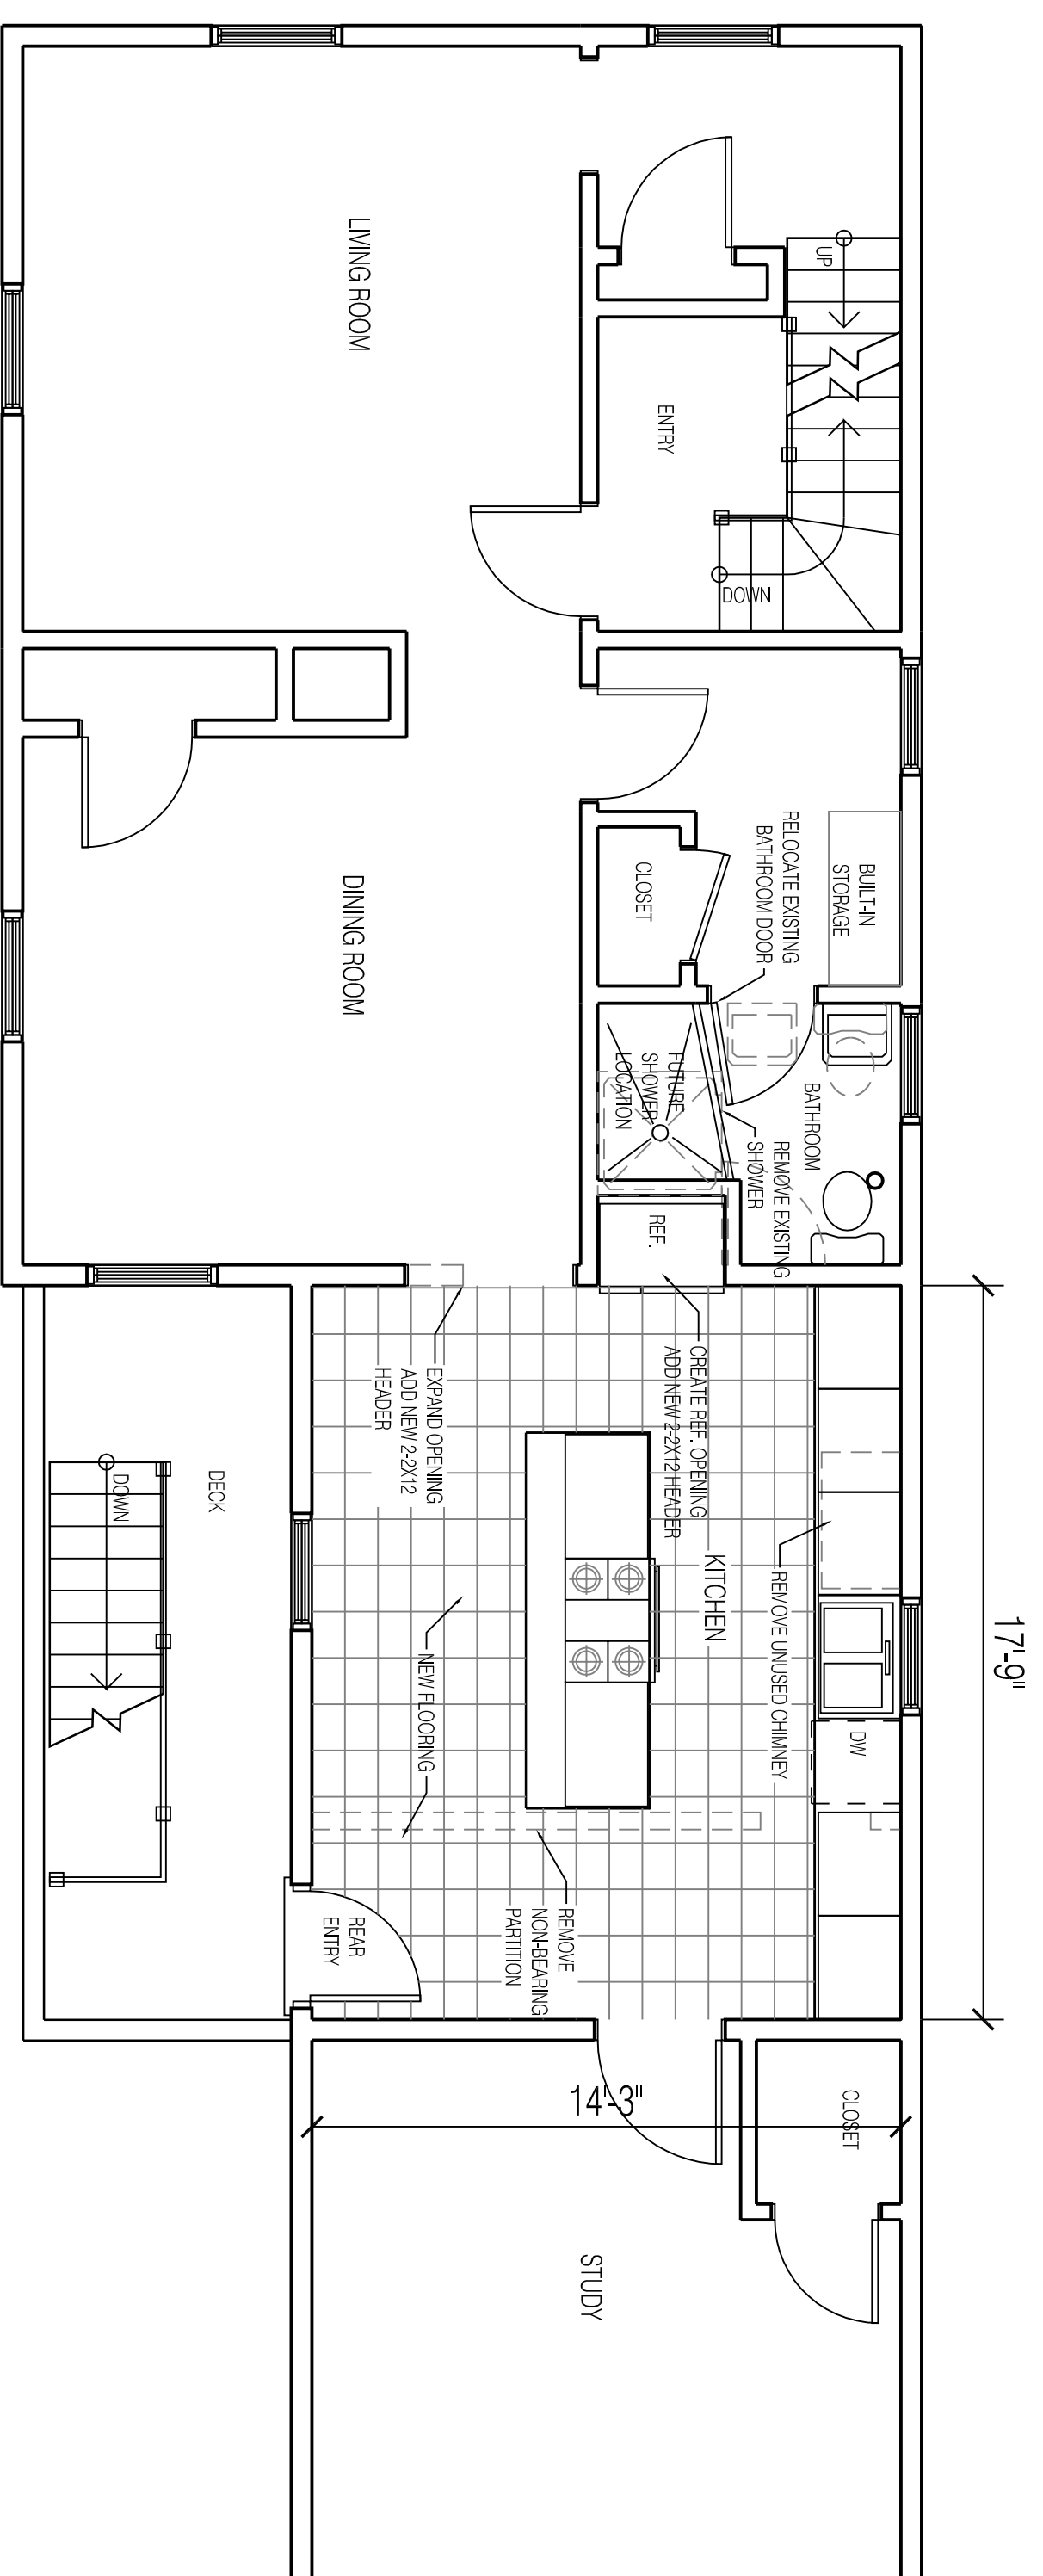 LIVING ROOM
UP
ENTRY
DOWN
DINING ROOM
CLOSET
RELOCATE EXISTING
BATHROOM DOOR
BUILT-IN
STORAGE
FUTURE
SHOWER
LOCATION
BATHROOM
REMOVE EXISTING
SHOWER
REF.
CREATE REF. OPENING
ADD NEW 2-2X12 HEADER
EXPAND OPENING
ADD NEW 2-2X12
HEADER
KITCHEN
REMOVE UNUSED CHIMNEY
NEW FLOORING
DW
17'-9"
DECK
DOWN
REMOVE
NON-BEARING
PARTITION
REAR
ENTRY
14'-3"
CLOSET
STUDY